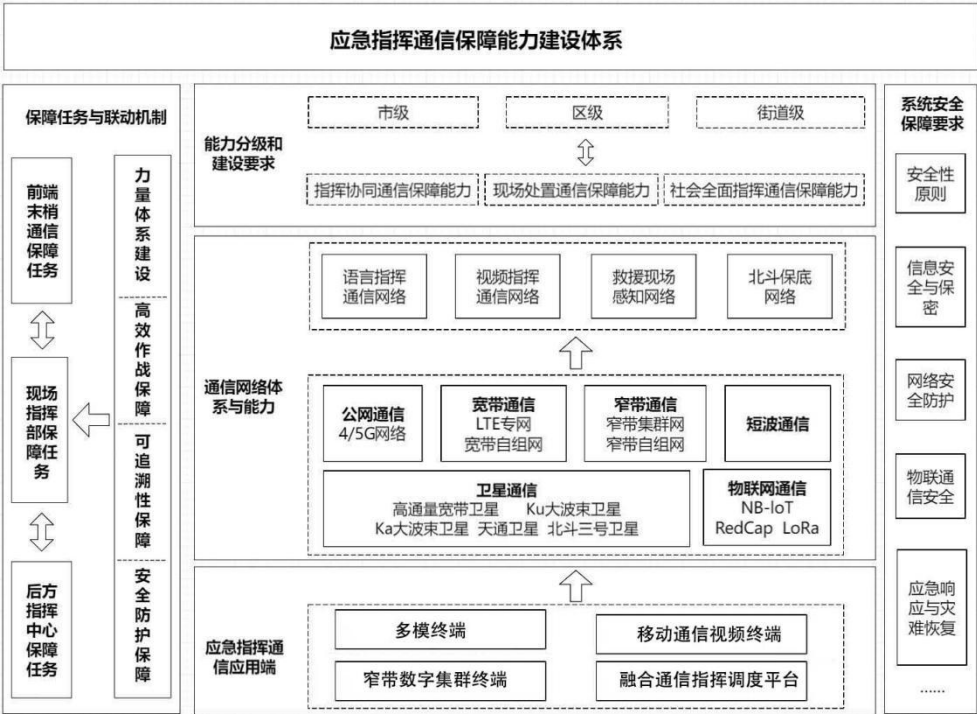 应急指挥通信保障能力建设体系
保障任务与联动机制
前端
末梢
通信
保障
任务
现场
指挥
部保
障任
务
后方
指挥
中心
保障
任务
力量体系建设
高效作战保障
可追溯性保障
安全防护保障
能力分级和
建设要求
市级
区级
街道级
指挥协同通信保障能力
现场处置通信保障能力
社会全面指挥通信保障能力
通信网络体
系与能力
语言指挥
通信网络
视频指挥
通信网络
救援现场
感知网络
北斗保底
网络
公网通信
4/5G网络
宽带通信
LTE专网
宽带自组网
窄带通信
窄带集群网
窄带自组网
短波通信
卫星通信
高通量宽带卫星 Ku大波束卫星
Ka大波束卫星 天通卫星 北斗三号卫星
物联网通信
NB-IoT
RedCap LoRa
应急指挥通
信应用端
多模终端
移动通信视频终端
窄带数字集群终端
融合通信指挥调度平台
系统安全
保障要求
安全性
原则
信息安
全与保
密
网络安
全防护
物联通
信安全
应急响
应与灾
难恢复
……